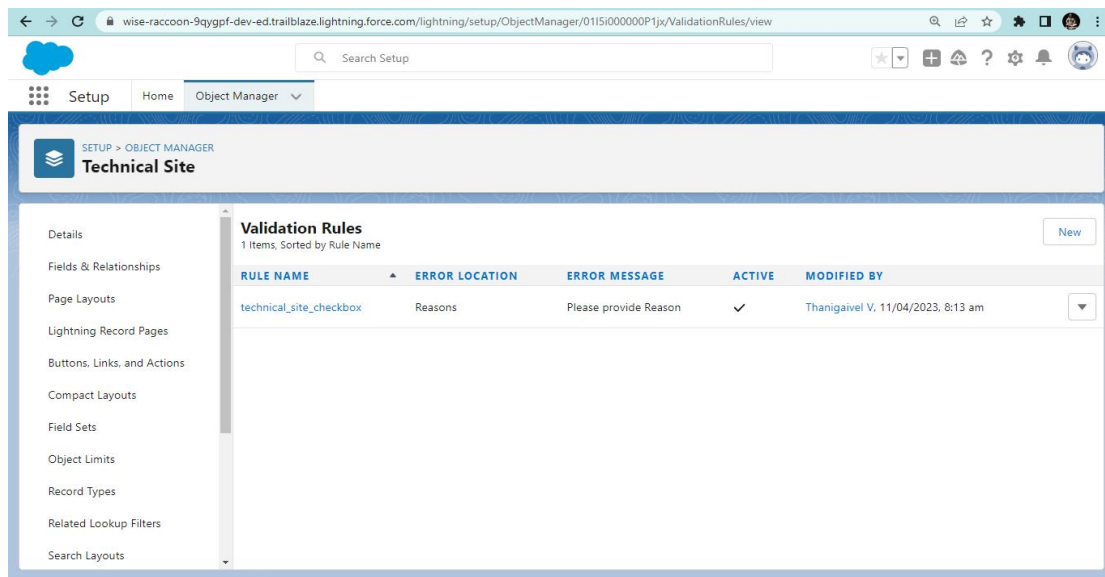 wise-raccoon-9qygpf-dev-ed.trailblaze.lightning.force.com/lightning/setup/ObjectManager/01I5i000000P1jx/ValidationRules/view
Search Setup
Setup Home Object Manager
SETUP > OBJECT MANAGER
Technical Site
Details
Fields & Relationships
Page Layouts
Lightning Record Pages
Buttons, Links, and Actions
Compact Layouts
Field Sets
Object Limits
Record Types
Related Lookup Filters
Search Layouts
Validation Rules
1 Items, Sorted by Rule Name
New
RULE NAME ERROR LOCATION ERROR MESSAGE ACTIVE MODIFIED BY
technical_site_checkbox Reasons Please provide Reason Thanigaivel V, 11/04/2023, 8:13 am